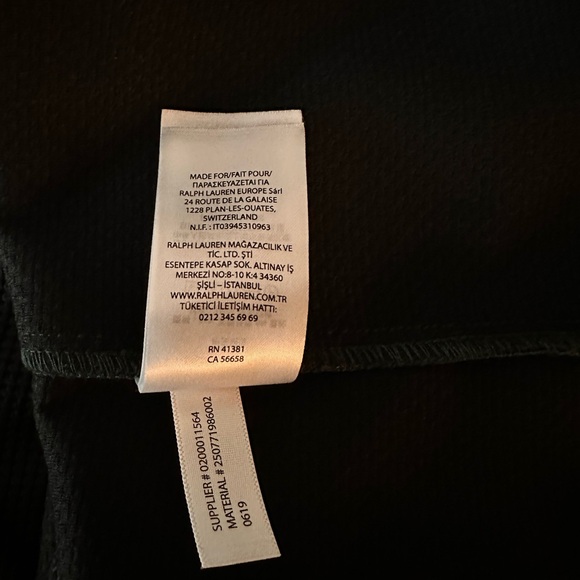 MADE FOR/FAIT POUR/
ΠΑΡΑΣΚΕΥΑΖΕΤΑΙ ΓΙΑ
RALPH LAUREN EUROPE Sárl
24 ROUTE DE LA GALAISE
1228 PLAN-LES-OUATES,
SWITZERLAND
N.I.F. : IT03945310963
RALPH LAUREN MAĞAZACILIK VE
TİC. LTD. ŞTİ
ESENTEPE KASAP SOK. ALTINAY İŞ
MERKEZİ NO:8-10 K:4 34360
ŞİŞLİ – İSTANBUL
WWW.RALPHLAUREN.COM.TR
TÜKETİCİ İLETİŞİM HATTI:
0212 345 69 69
RN 41381
CA 56658
SUPPLIER # 0200011564
MATERIAL # 250771986002
0619